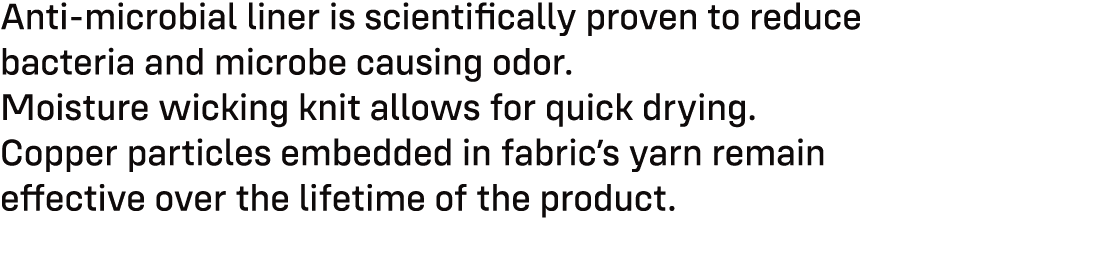 Anti-microbial liner is scientifically proven to reduce
bacteria and microbe causing odor.
Moisture wicking knit allows for quick drying.
Copper particles embedded in fabric’s yarn remain
effective over the lifetime of the product.